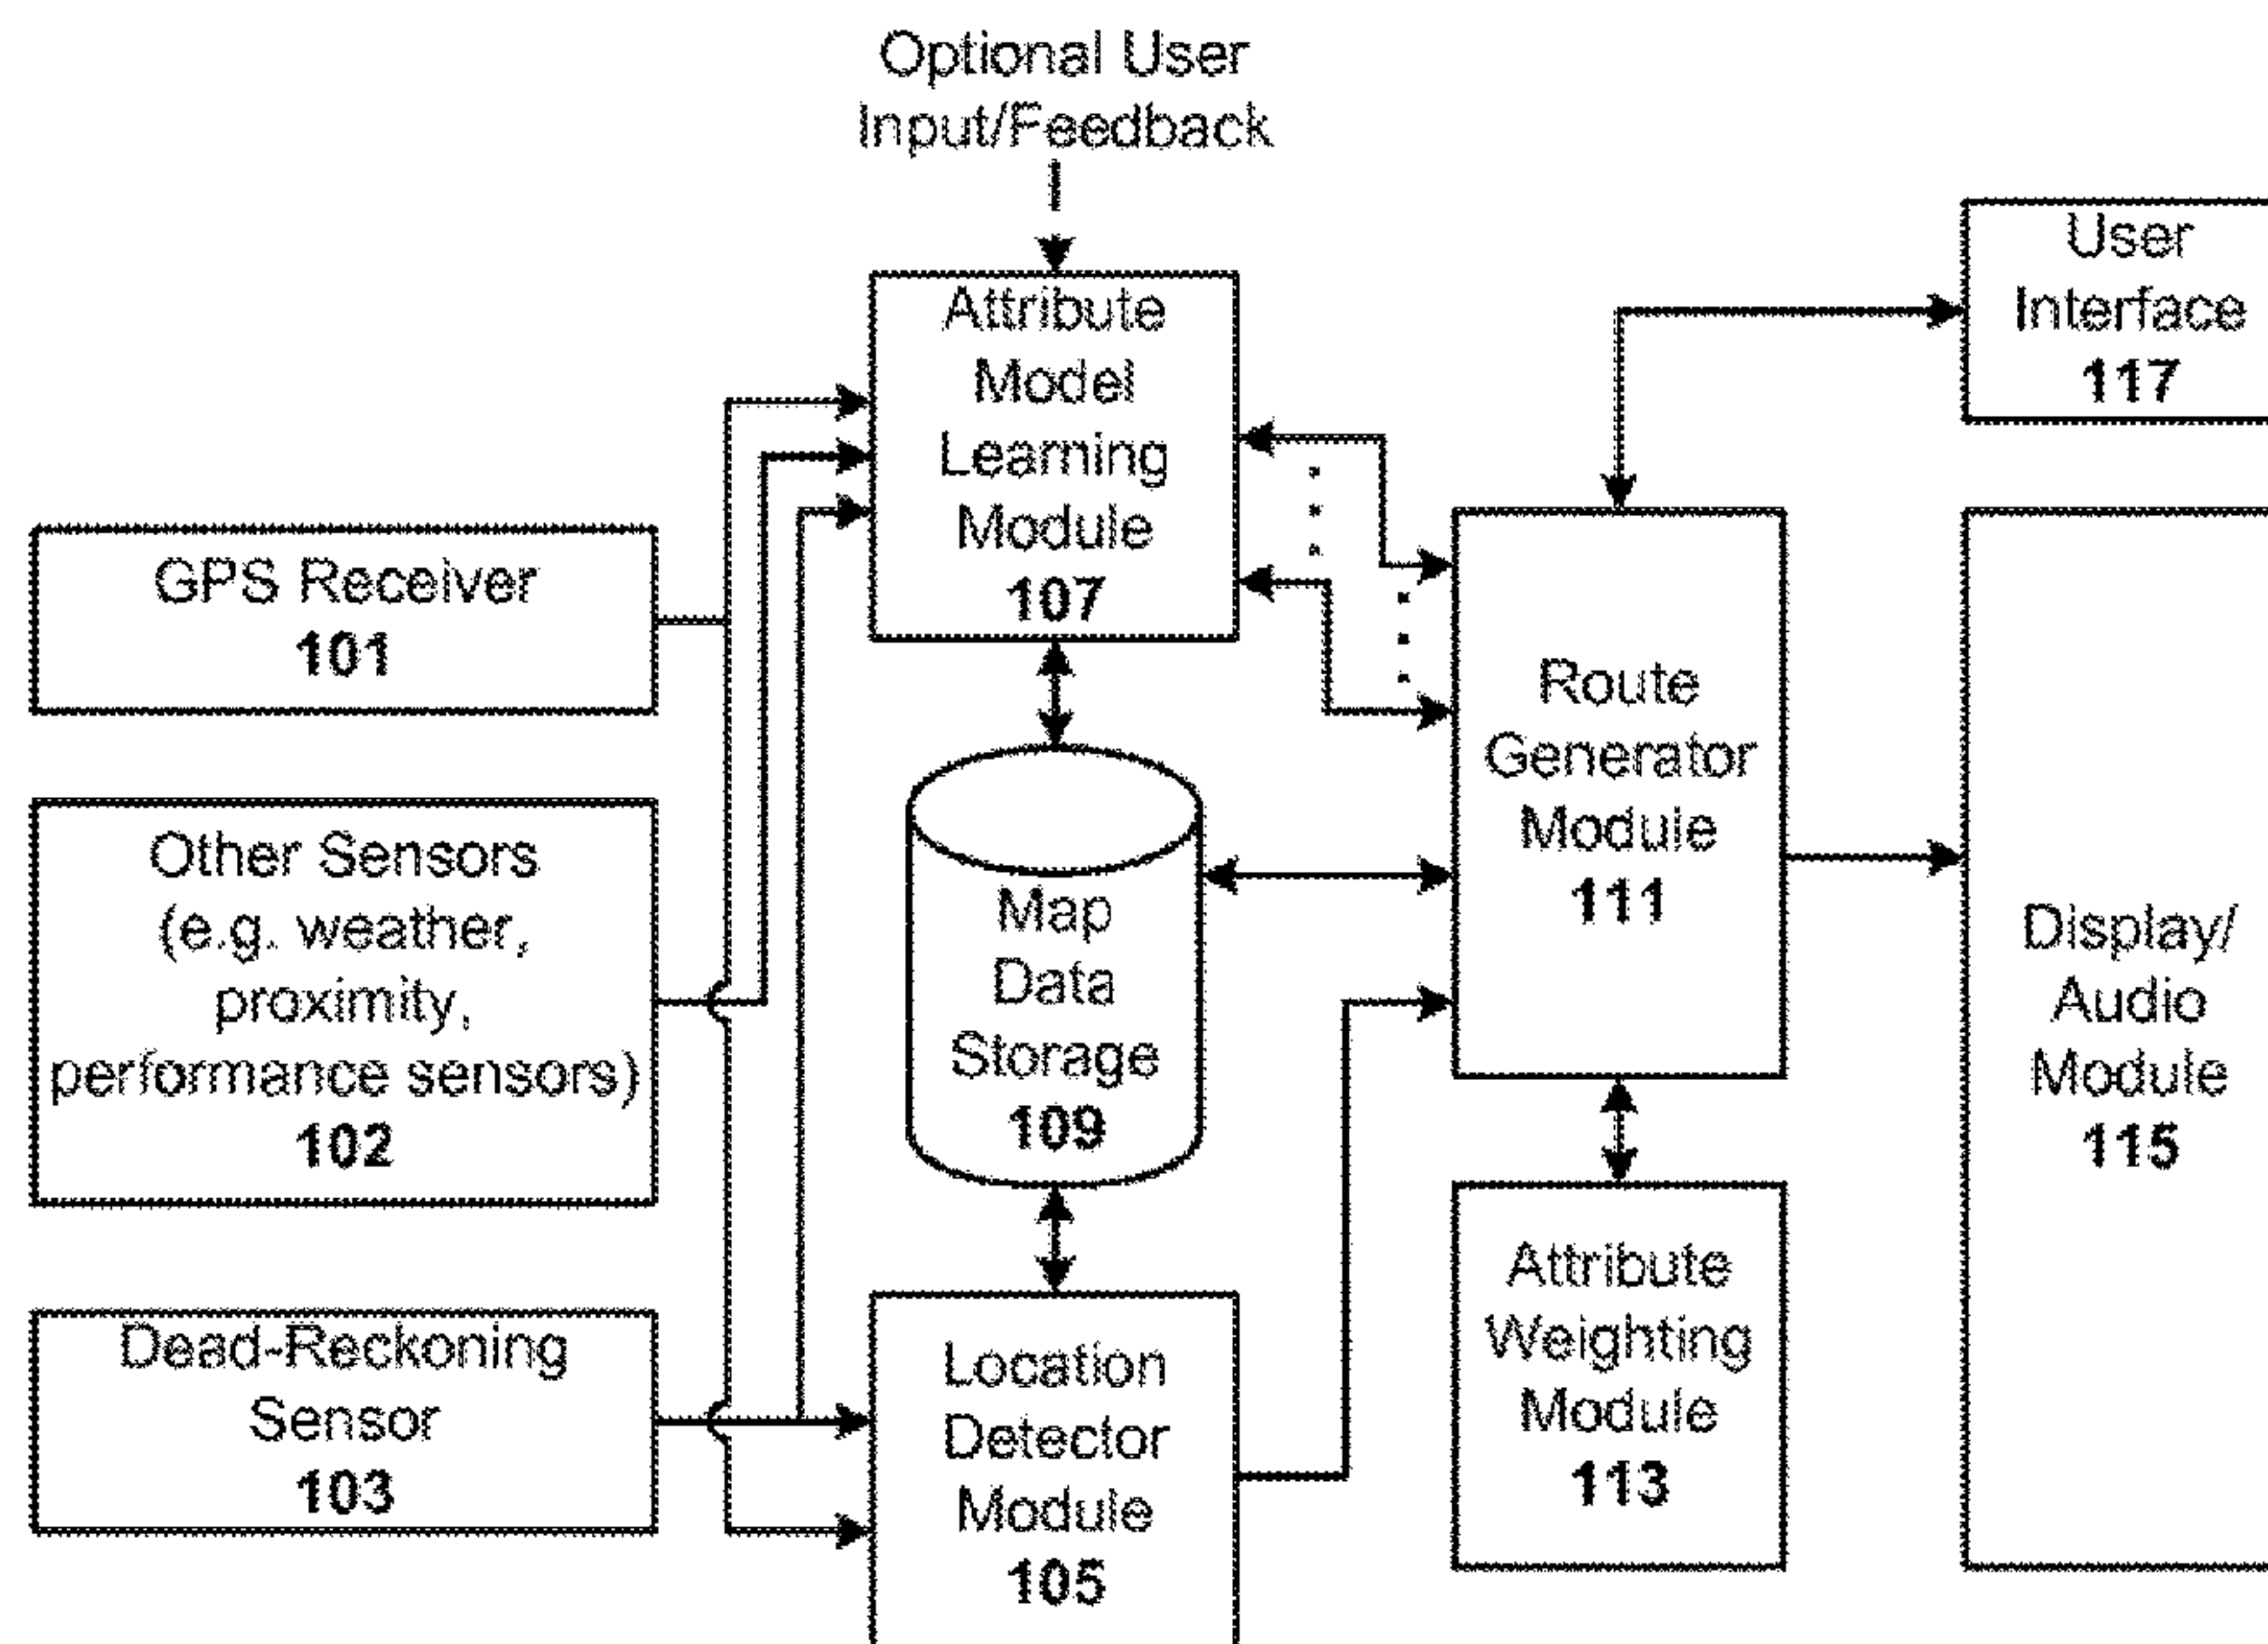 Optional User
Input/Feedback
Attribute
Model
Learning
Module
107
User
Interface
117
GPS Receiver
101
Other Sensors
(e.g. weather,
proximity,
performance sensors)
102
Dead-Reckoning
Sensor
103
Map
Data
Storage
109
Location
Detector
Module
105
Route
Generator
Module
111
Attribute
Weighting
Module
113
Display/
Audio
Module
115